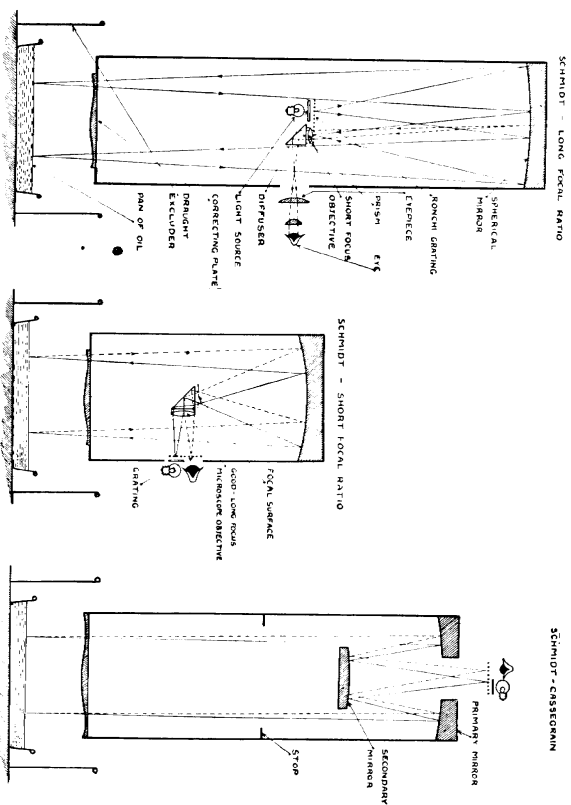 SCHMIDT - LONG FOCAL RATIO
SPHERICAL
MIRROR
RONCHI GRATING
EYEPIECE
PRISM EYE
SHORT FOCUS
OBJECTIVE
DIFFUSER
LIGHT SOURCE
CORRECTING PLATE
DRAUGHT
EXCLUDER
PAN OF OIL
SCHMIDT - SHORT FOCAL RATIO
FOCAL SURFACE
GOOD - LONG FOCUS
MICROSCOPE OBJECTIVE
GRATING
SCHMIDT - CASSEGRAIN
PRIMARY MIRROR
SECONDARY
MIRROR
STOP